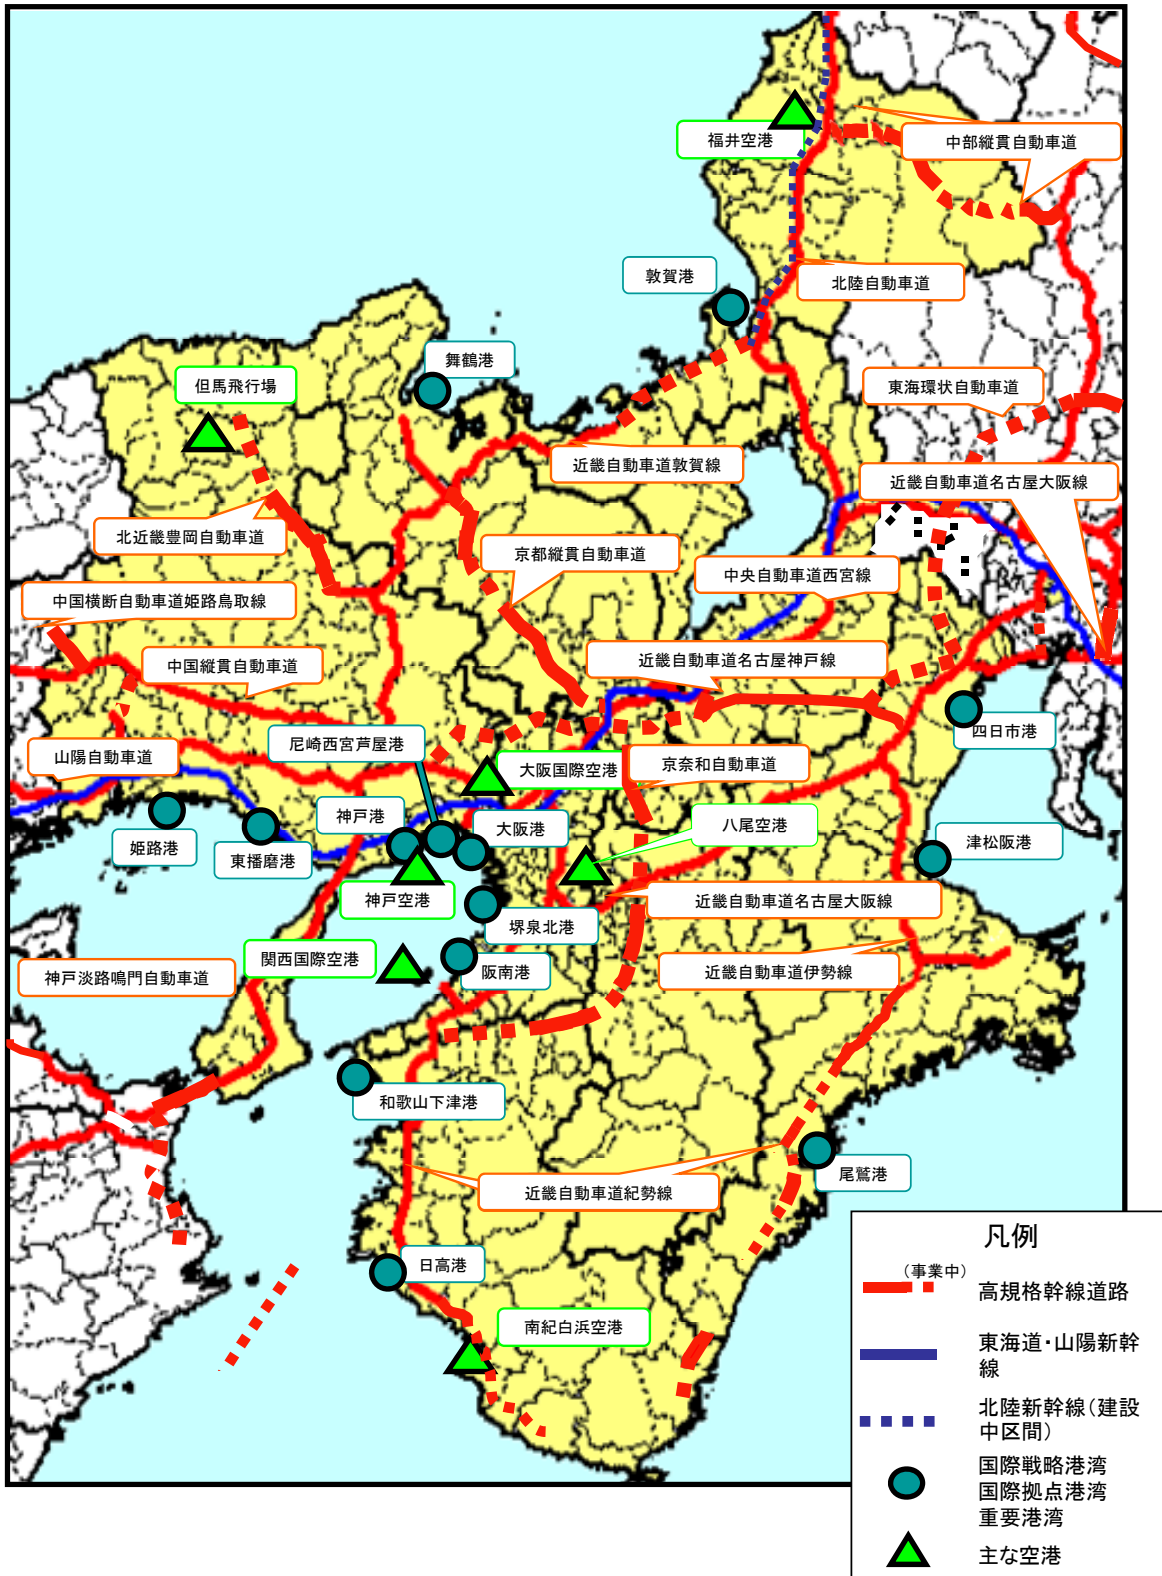 福井空港
中部縦貫自動車道
敦賀港
北陸自動車道
舞鶴港
但馬飛行場
東海環状自動車道
近畿自動車道敦賀線
近畿自動車道名古屋大阪線
北近畿豊岡自動車道
京都縦貫自動車道
中央自動車道西宮線
中国横断自動車道姫路鳥取線
中国縦貫自動車道
近畿自動車道名古屋神戸線
尼崎西宮芦屋港
四日市港
山陽自動車道
大阪国際空港
京奈和自動車道
神戸港
大阪港
八尾空港
姫路港
東播磨港
津松阪港
神戸空港
近畿自動車道名古屋大阪線
堺泉北港
関西国際空港
阪南港
近畿自動車道伊勢線
神戸淡路鳴門自動車道
和歌山下津港
尾鷲港
近畿自動車道紀勢線
日高港
南紀白浜空港
凡例
（事業中）
高規格幹線道路
東海道・山陽新幹
線
北陸新幹線（建設
中区間）
国際戦略港湾
国際拠点港湾
重要港湾
主な空港